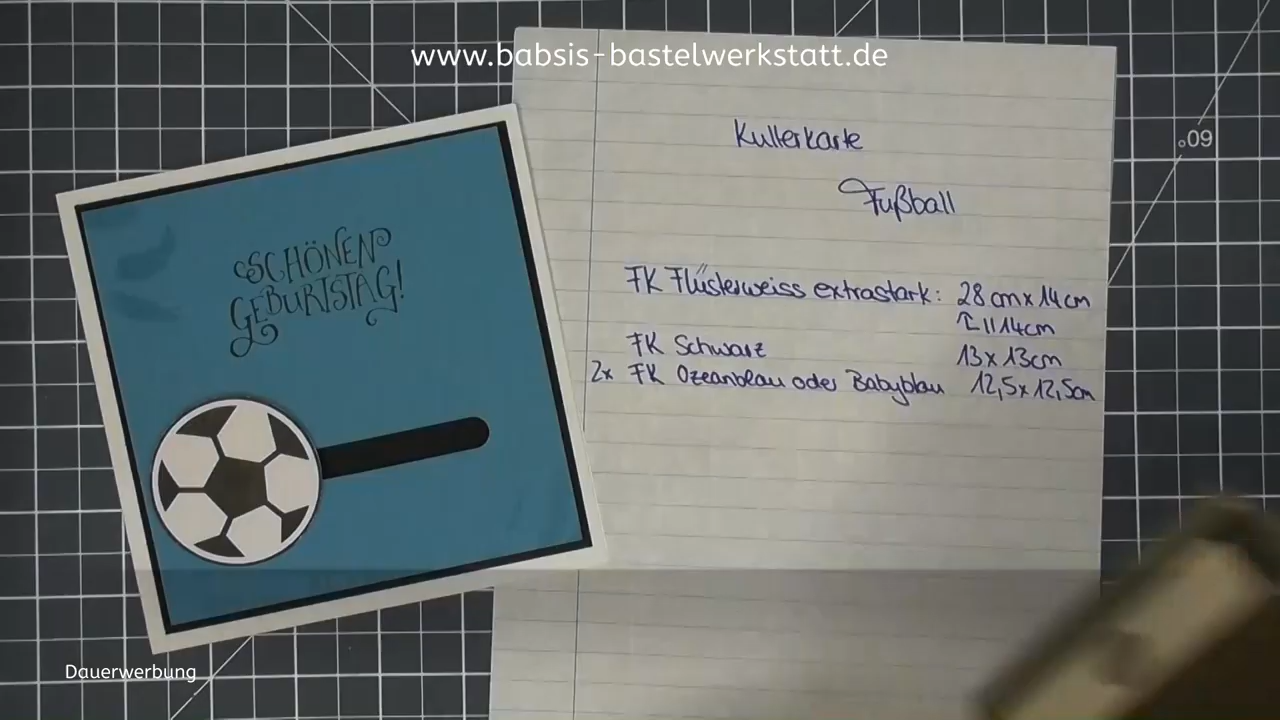 www.babsis-bastelwerkstatt.de
SCHÖNEN
GEBURTSTAG!
Kullerkarte
Fußball
FK Flüsterweiss extrastark: 28 cm x 14 cm
↑ 14cm
FK Schwarz 13 x 13cm
2x FK Ozeanblau oder Babyblau 12,5 x 12,5cm
60°
Dauerwerbung